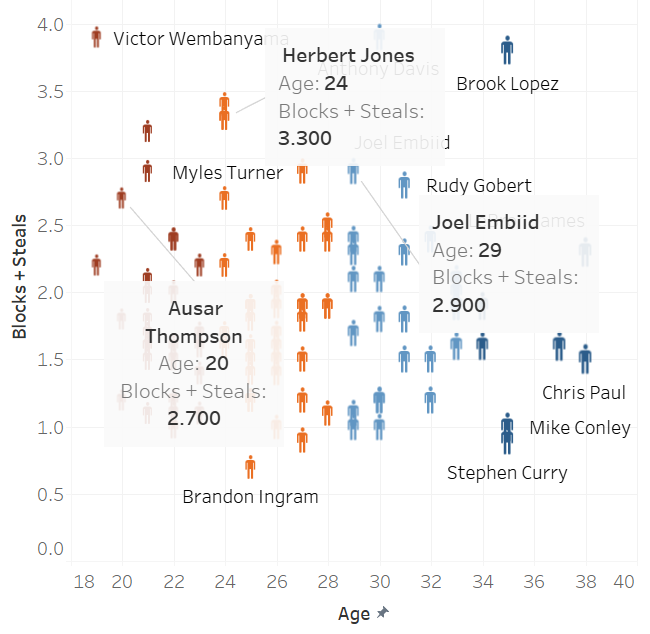 4.0
3.5
3.0
2.5
2.0
1.5
1.0
0.5
0.0
Blocks + Steals
Victor Wembanyama
Herbert Jones
Age: 24
Blocks + Steals:
3.300
Anthony Davis
Brook Lopez
Joel Embiid
Myles Turner
Rudy Gobert
Joel Embiid
Age: 29
Blocks + Steals:
2.900
James
Ausar
Thompson
Age: 20
Blocks + Steals:
2.700
Chris Paul
Mike Conley
Stephen Curry
Brandon Ingram
18 20 22 24 26 28 30 32 34 36 38 40
Age